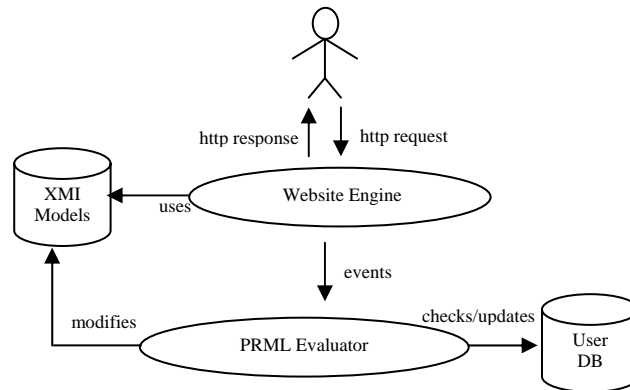 http response
http request
XMI
Models
uses
Website Engine
events
modifies
checks/updates
PRML Evaluator
User
DB